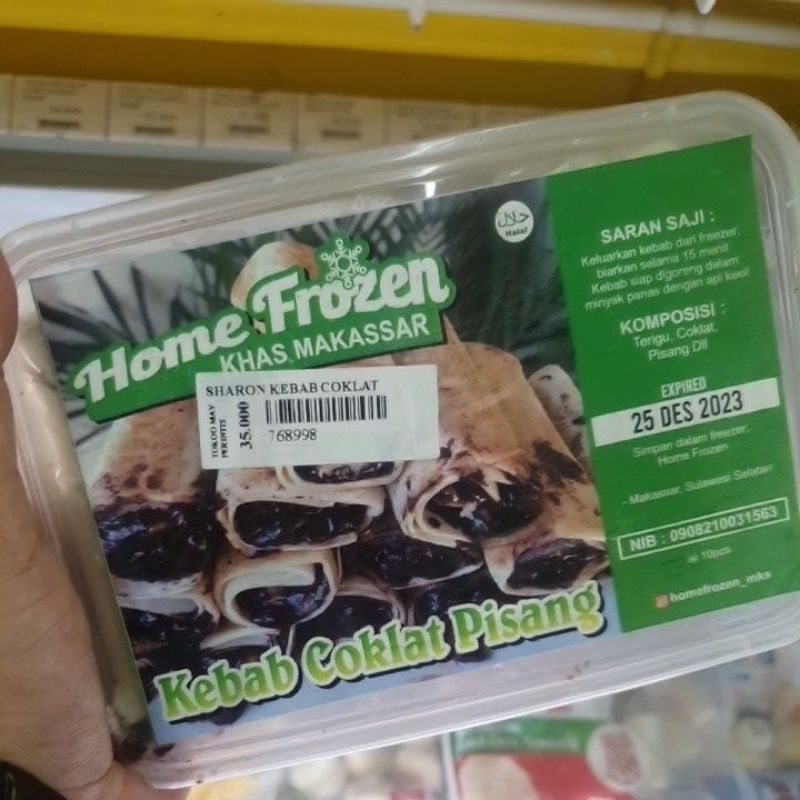 حلال
Halal
Home Frozen
KHAS MAKASSAR
SHARON KEBAB COKLAT
TOKOO MAY
PERINTIS
35.000
768998
Kebab Coklat Pisang
SARAN SAJI :
Keluarkan kebab dari freezer,
biarkan selama 15 menit
Kebab siap digoreng dalam
minyak panas dengan api kecil
KOMPOSISI :
Terigu, Coklat,
Pisang Dll
EXPIRED
25 DES 2023
Simpan dalam freezer,
Home Frozen
- Makassar, Sulawesi Selatan
NIB : 0908210031563
isi 10pcs
homefrozen_mks